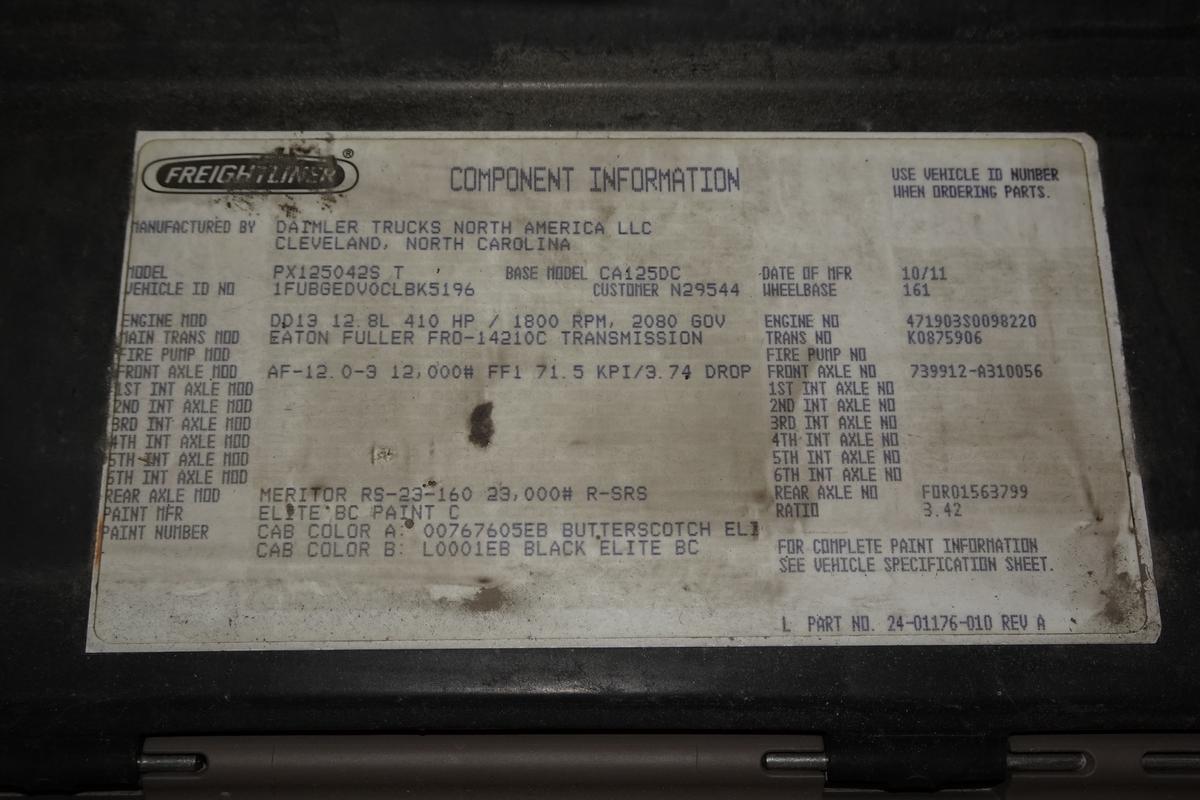 FREIGHTLINER ®
COMPONENT INFORMATION
USE VEHICLE ID NUMBER
WHEN ORDERING PARTS.
MANUFACTURED BY DAIMLER TRUCKS NORTH AMERICA LLC
CLEVELAND, NORTH CAROLINA
MODEL PX125042S T BASE MODEL CA125DC DATE OF MFR 10/11
VEHICLE ID NO 1FUBGEDV0CLBK5196 CUSTOMER N29544 WHEELBASE 161
ENGINE MOD DD13 12.8L 410 HP / 1800 RPM, 2080 GOV ENGINE NO 471903S0098220
MAIN TRANS MOD EATON FULLER FRO-14210C TRANSMISSION TRANS NO K0875906
FIRE PUMP MOD FIRE PUMP NO
FRONT AXLE MOD AF-12.0-3 12,000# FF1 71.5 KPI/3.74 DROP FRONT AXLE NO 739912-A310056
1ST INT AXLE MOD 1ST INT AXLE NO
2ND INT AXLE MOD 2ND INT AXLE NO
3RD INT AXLE MOD 3RD INT AXLE NO
4TH INT AXLE MOD 4TH INT AXLE NO
5TH INT AXLE MOD 5TH INT AXLE NO
6TH INT AXLE MOD 6TH INT AXLE NO
REAR AXLE MOD MERITOR RS-23-160 23,000# R-SRS REAR AXLE NO FOR01563799
PAINT MFR ELITE BC PAINT C RATIO 3.42
PAINT NUMBER CAB COLOR A: 00767605EB BUTTERSCOTCH ELI
CAB COLOR B: L0001EB BLACK ELITE BC
FOR COMPLETE PAINT INFORMATION
SEE VEHICLE SPECIFICATION SHEET.
L PART NO. 24-01176-010 REV A